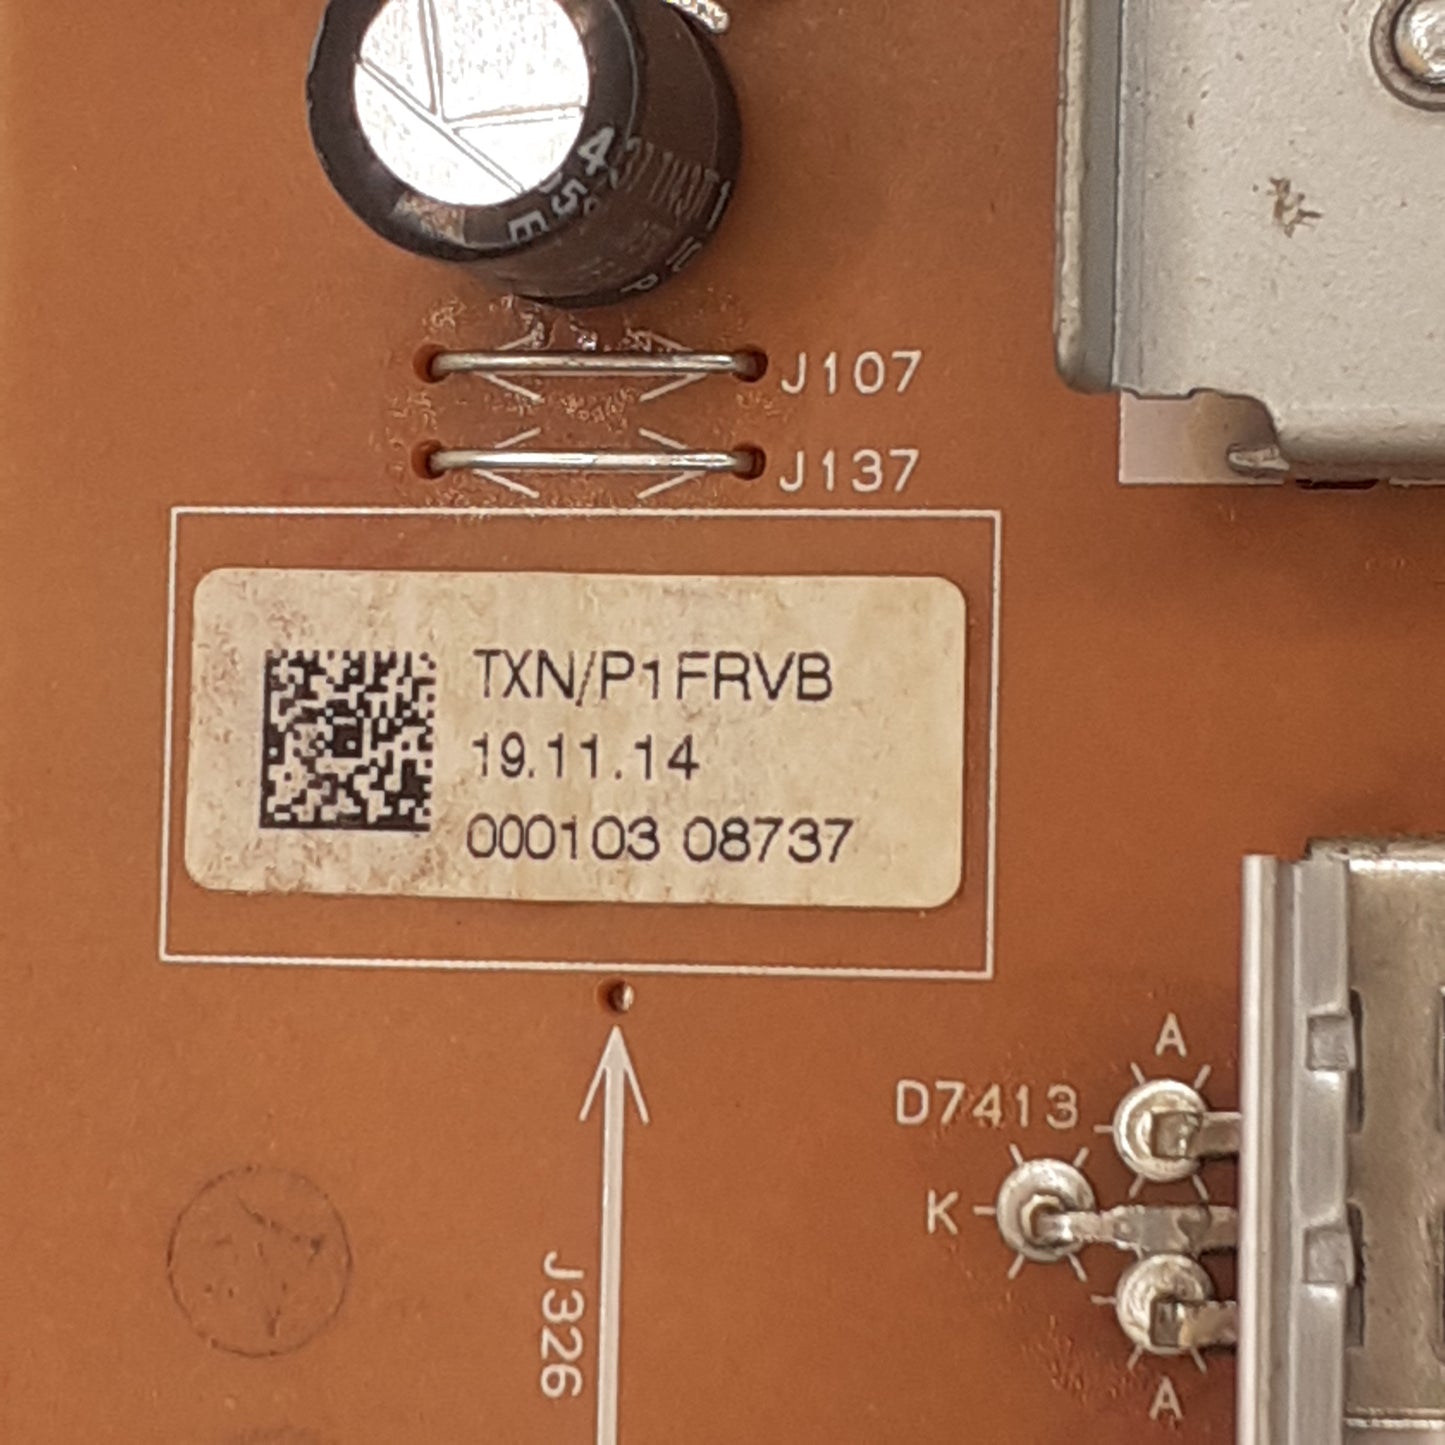 J107
J137
TXN/P1FRVB
19.11.14
000103 08737
A
D7413
K
J326
A